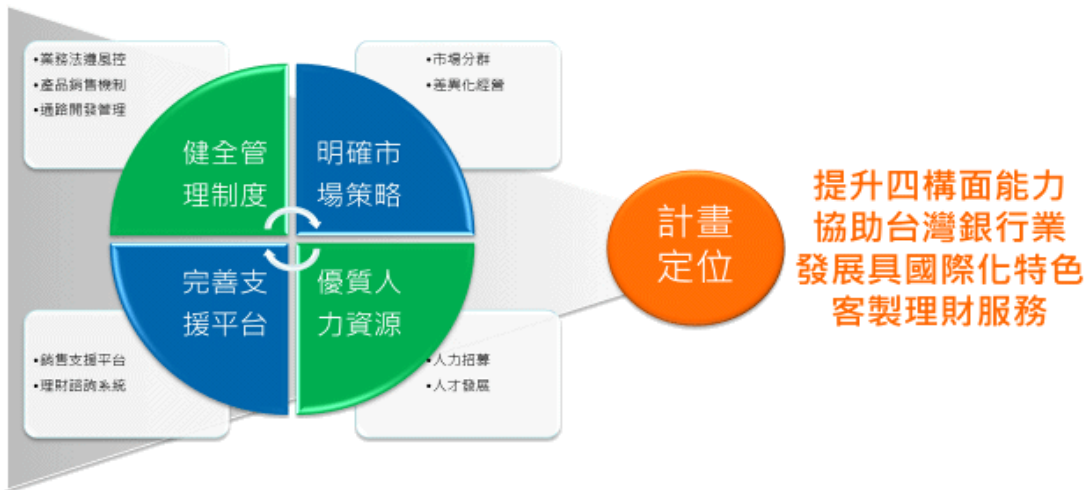 •業務法遵風控
•產品銷售機制
•通路開發管理
•市場分群
•差異化經營
健全管
理制度
明確市
場策略
完善支
援平台
優質人
力資源
•銷售支援平台
•理財諮詢系統
•人力招募
•人才發展
計畫
定位
提升四構面能力
協助台灣銀行業
發展具國際化特色
客製理財服務